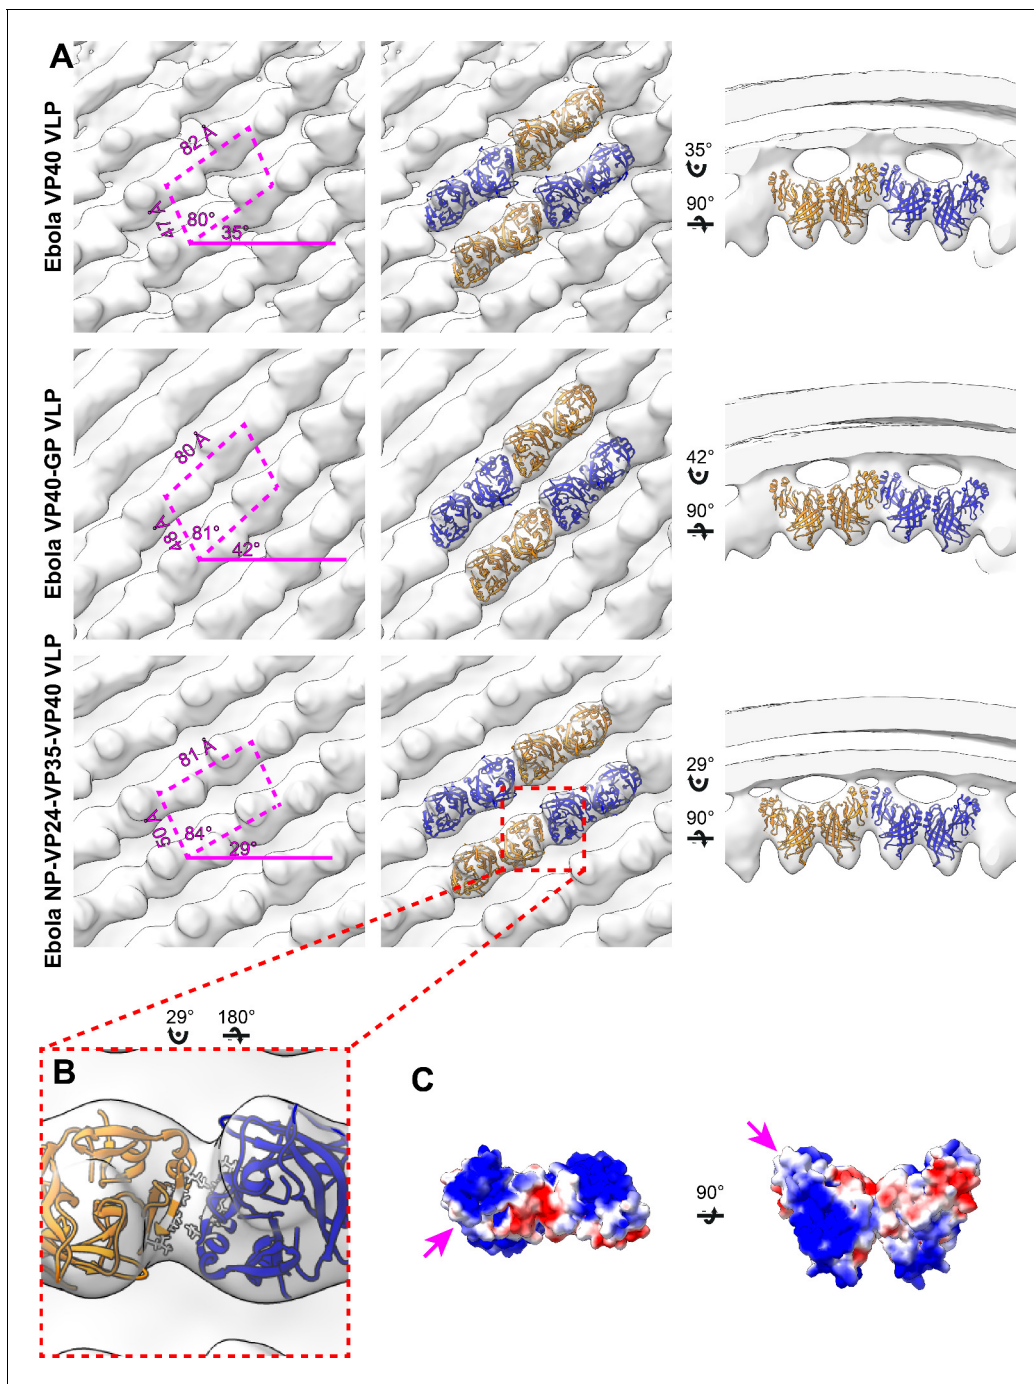 A
Ebola VP40 VLP
82 Å
47 Å
80°
35°
35°
90°
Ebola VP40-GP VLP
80 Å
48 Å
81°
42°
42°
90°
Ebola NP-VP24-VP35-VP40 VLP
81 Å
50 Å
84°
29°
29°
90°
29° 180°
B
C
90°